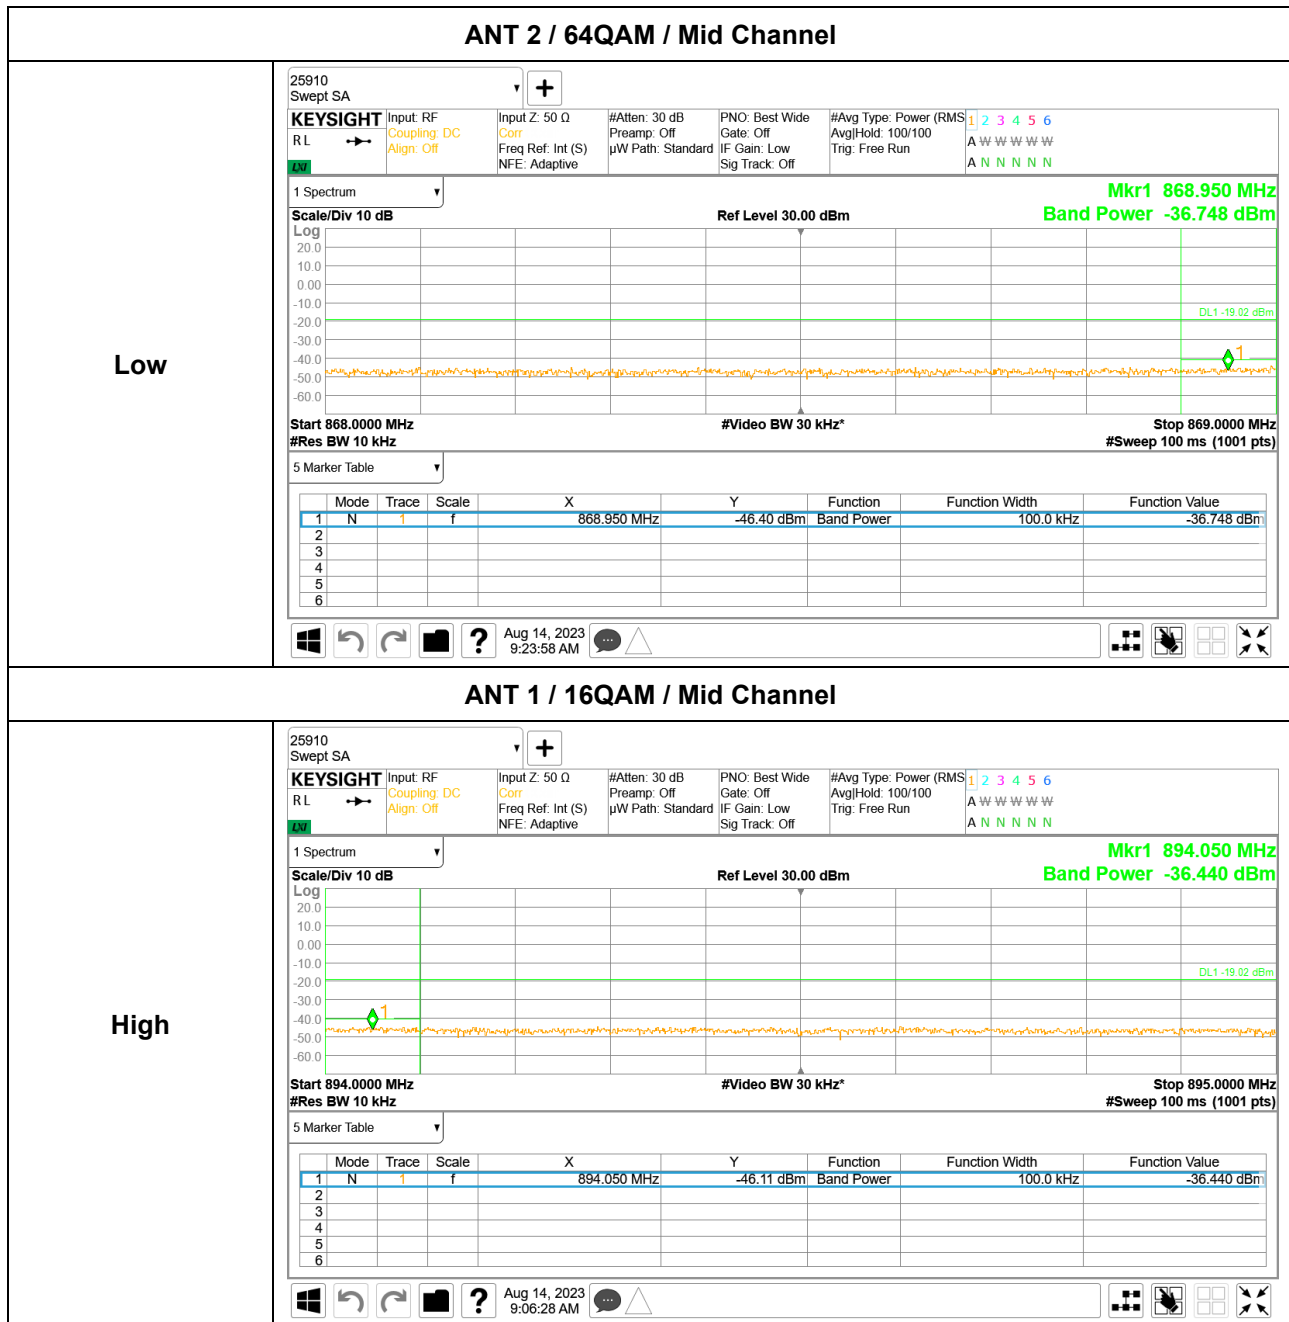 ANT 2 / 64QAM / Mid Channel
Low
25910
Swept SA
KEYSIGHT Input: RF Input Z: 50 Ω #Atten: 30 dB PNO: Best Wide #Avg Type: Power (RMS 1 2 3 4 5 6
R L Coupling: DC Corr Preamp: Off Gate: Off Avg|Hold: 100/100 A W W W W W
Align: Off Freq Ref: Int (S) µW Path: Standard IF Gain: Low Trig: Free Run
LXI NFE: Adaptive Sig Track: Off A N N N N N
1 Spectrum Mkr1 868.950 MHz
Scale/Div 10 dB Ref Level 30.00 dBm Band Power -36.748 dBm
Log
20.0
10.0
0.00
-10.0
DL1 -19.02 dBm
-20.0
-30.0
-40.0 1
-50.0
-60.0
Start 868.0000 MHz #Video BW 30 kHz* Stop 869.0000 MHz
#Res BW 10 kHz #Sweep 100 ms (1001 pts)
5 Marker Table
Mode Trace Scale X Y Function Function Width Function Value
1 N 1 f 868.950 MHz -46.40 dBm Band Power 100.0 kHz -36.748 dBm
2
3
4
5
6
? Aug 14, 2023
9:23:58 AM
ANT 1 / 16QAM / Mid Channel
High
25910
Swept SA
KEYSIGHT Input: RF Input Z: 50 Ω #Atten: 30 dB PNO: Best Wide #Avg Type: Power (RMS 1 2 3 4 5 6
R L Coupling: DC Corr Preamp: Off Gate: Off Avg|Hold: 100/100 A W W W W W
Align: Off Freq Ref: Int (S) µW Path: Standard IF Gain: Low Trig: Free Run
LXI NFE: Adaptive Sig Track: Off A N N N N N
1 Spectrum Mkr1 894.050 MHz
Scale/Div 10 dB Ref Level 30.00 dBm Band Power -36.440 dBm
Log
20.0
10.0
0.00
-10.0
DL1 -19.02 dBm
-20.0
-30.0
-40.0 1
-50.0
-60.0
Start 894.0000 MHz #Video BW 30 kHz* Stop 895.0000 MHz
#Res BW 10 kHz #Sweep 100 ms (1001 pts)
5 Marker Table
Mode Trace Scale X Y Function Function Width Function Value
1 N 1 f 894.050 MHz -46.11 dBm Band Power 100.0 kHz -36.440 dBm
2
3
4
5
6
? Aug 14, 2023
9:06:28 AM